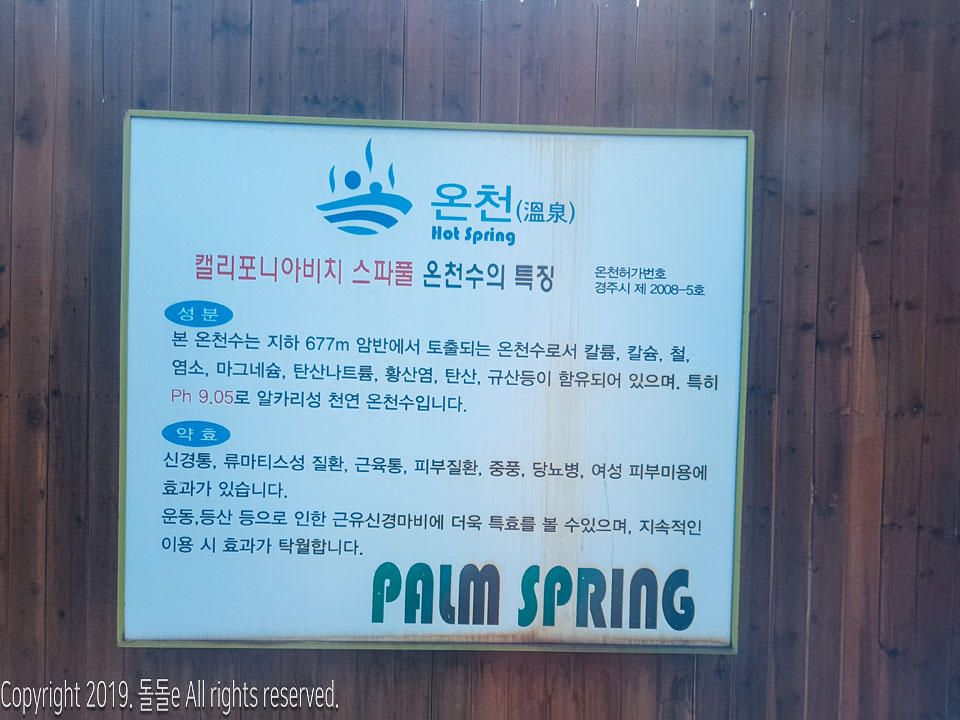 온천(溫泉)
Hot Spring
캘리포니아비치 스파풀 온천수의 특징
온천허가번호
경주시 제 2008-5호
성 분
본 온천수는 지하 677m 암반에서 토출되는 온천수로서 칼륨, 칼슘, 철,
염소, 마그네슘, 탄산나트륨, 황산염, 탄산, 규산등이 함유되어 있으며. 특히
Ph 9.05로 알카리성 천연 온천수입니다.
약 효
신경통, 류마티스성 질환, 근육통, 피부질환, 중풍, 당뇨병, 여성 피부미용에
효과가 있습니다.
운동,등산 등으로 인한 근유신경마비에 더욱 특효를 볼 수있으며, 지속적인
이용 시 효과가 탁월합니다.
PALM SPRING
Copyright 2019. 돌돌e All rights reserved.